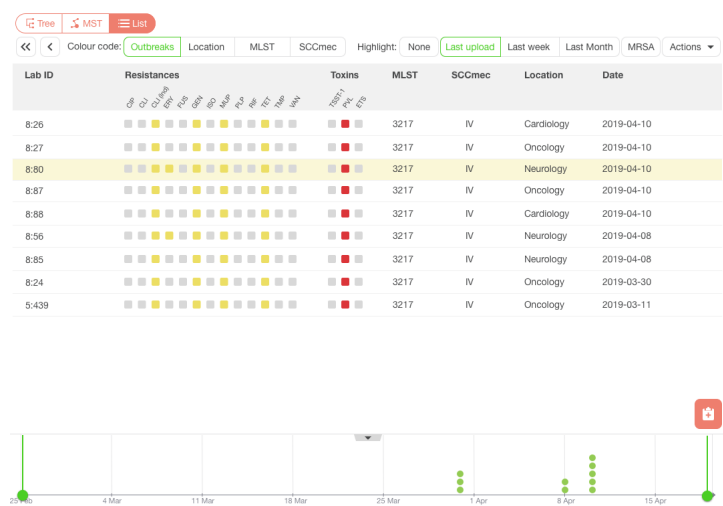 Tree MST List
Colour code: Outbreaks Location MLST SCCmec Highlight: None Last upload Last week Last Month MRSA Actions
Lab ID Resistances Toxins MLST SCCmec Location Date
CIP CLI CLI (Ind) ERY FUS GEN ISO MUP PLP RIF TET TMP VAN TSST-1 PVL ETS
8:26 3217 IV Cardiology 2019-04-10
8:27 3217 IV Oncology 2019-04-10
8:80 3217 IV Neurology 2019-04-10
8:87 3217 IV Oncology 2019-04-10
8:88 3217 IV Cardiology 2019-04-10
8:56 3217 IV Neurology 2019-04-08
8:85 3217 IV Neurology 2019-04-08
8:24 3217 IV Oncology 2019-03-30
5:439 3217 IV Oncology 2019-03-11
25 Feb 4 Mar 11 Mar 18 Mar 25 Mar 1 Apr 8 Apr 15 Apr